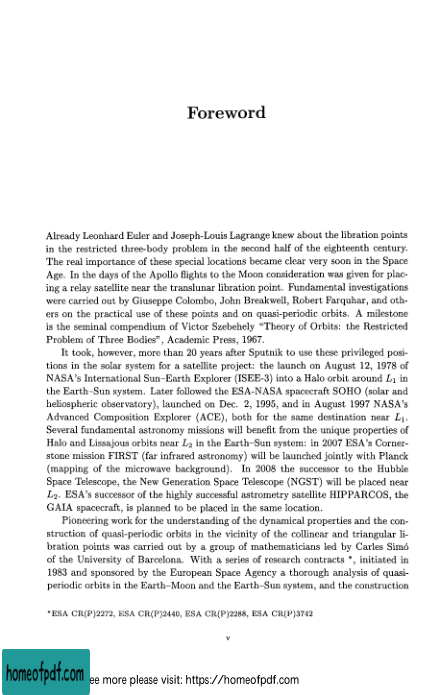 Foreword
Already Leonhard Euler and Joseph-Louis Lagrange knew about the libration points
in the restricted three-body problem in the second half of the eighteenth century.
The real importance of these special locations became clear very soon in the Space
Age. In the days of the Apollo flights to the Moon consideration was given for plac-
ing a relay satellite near the translunar libration point. Fundamental investigations
were carried out by Giuseppe Colombo, John Breakwell, Robert Farquhar, and oth-
ers on the practical use of these points and on quasi-periodic orbits. A milestone
is the seminal compendium of Victor Szebehely “Theory of Orbits: the Restricted
Problem of Three Bodies”, Academic Press, 1967.
It took, however, more than 20 years after Sputnik to use these privileged posi-
tions in the solar system for a satellite project: the launch on August 12, 1978 of
NASA's International Sun–Earth Explorer (ISEE-3) into a Halo orbit around L1 in
the Earth–Sun system. Later followed the ESA-NASA spacecraft SOHO (solar and
heliospheric observatory), launched on Dec. 2, 1995, and in August 1997 NASA's
Advanced Composition Explorer (ACE), both for the same destination near L1.
Several fundamental astronomy missions will benefit from the unique properties of
Halo and Lissajous orbits near L2 in the Earth–Sun system: in 2007 ESA's Corner-
stone mission FIRST (far infrared astronomy) will be launched jointly with Planck
(mapping of the microwave background). In 2008 the successor to the Hubble
Space Telescope, the New Generation Space Telescope (NGST) will be placed near
L2. ESA's successor of the highly successful astrometry satellite HIPPARCOS, the
GAIA spacecraft, is planned to be placed in the same location.
Pioneering work for the understanding of the dynamical properties and the con-
struction of quasi-periodic orbits in the vicinity of the collinear and triangular li-
bration points was carried out by a group of mathematicians led by Carles Simó
of the University of Barcelona. With a series of research contracts *, initiated in
1983 and sponsored by the European Space Agency a thorough analysis of quasi-
periodic orbits in the Earth–Moon and the Earth–Sun system, and the construction
*ESA CR(P)2272, ESA CR(P)2440, ESA CR(P)2288, ESA CR(P)3742
v
homeofpdf.com
ee more please visit: https://homeofpdf.com